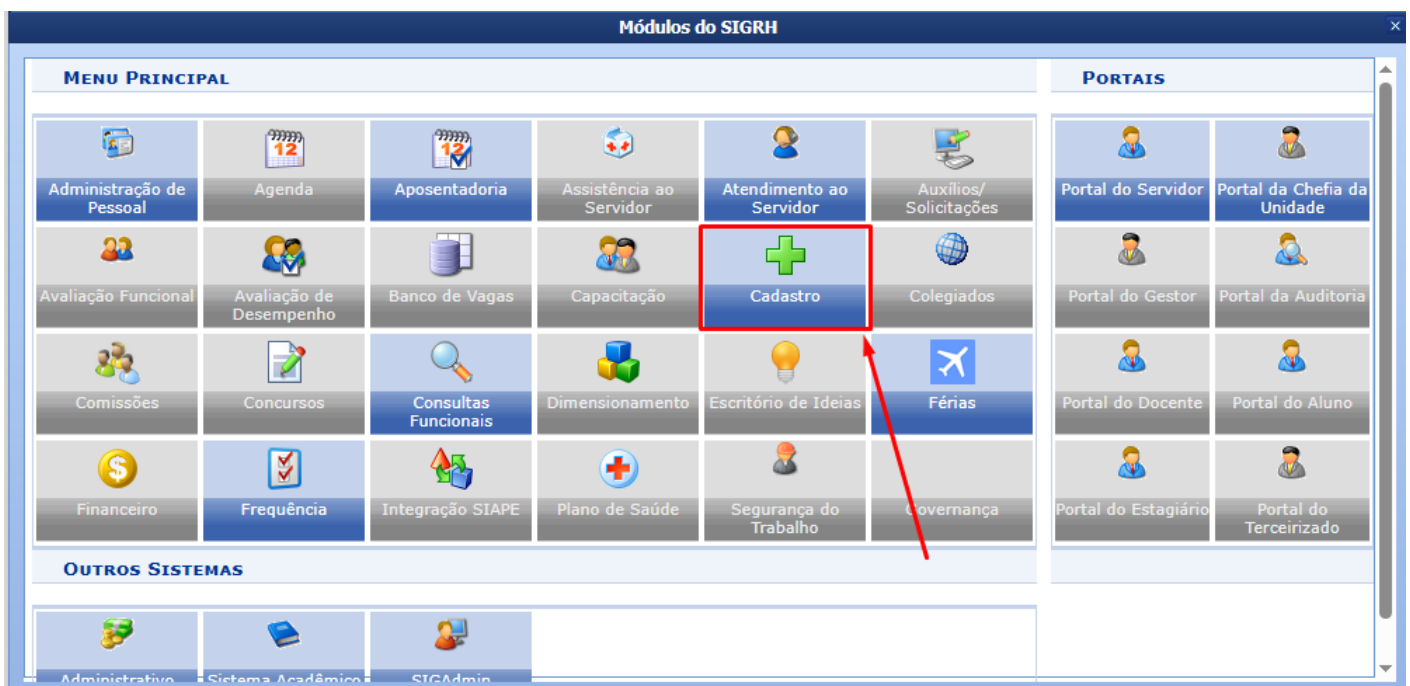 Módulos do SIGRH
x
MENU PRINCIPAL
PORTAIS
Administração de
Pessoal
Agenda
Aposentadoria
Assistência ao
Servidor
Atendimento ao
Servidor
Auxílios/
Solicitações
Portal do Servidor
Portal da Chefia da
Unidade
Avaliação Funcional
Avaliação de
Desempenho
Banco de Vagas
Capacitação
Cadastro
Colegiados
Portal do Gestor
Portal da Auditoria
Comissões
Concursos
Consultas
Funcionais
Dimensionamento
Escritório de Ideias
Férias
Portal do Docente
Portal do Aluno
Financeiro
Frequência
Integração SIAPE
Plano de Saúde
Segurança do
Trabalho
Governança
Portal do Estagiário
Portal do
Terceirizado
OUTROS SISTEMAS
Administrativo
Sistema Acadêmico
SIGAdmin